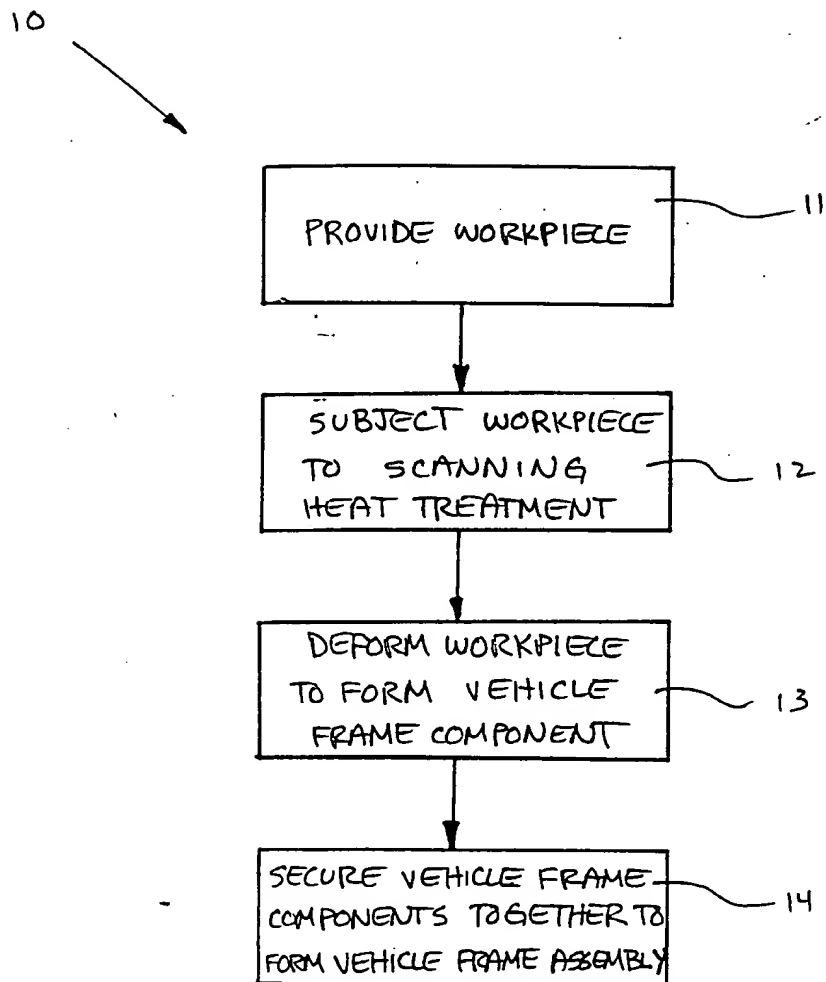 10
PROVIDE WORKPIECE
11
SUBJECT WORKPIECE
TO SCANNING
HEAT TREATMENT
12
DEFORM WORKPIECE
TO FORM VEHICLE
FRAME COMPONENT
13
SECURE VEHICLE FRAME
COMPONENTS TOGETHER TO
FORM VEHICLE FRAME ASSEMBLY
14